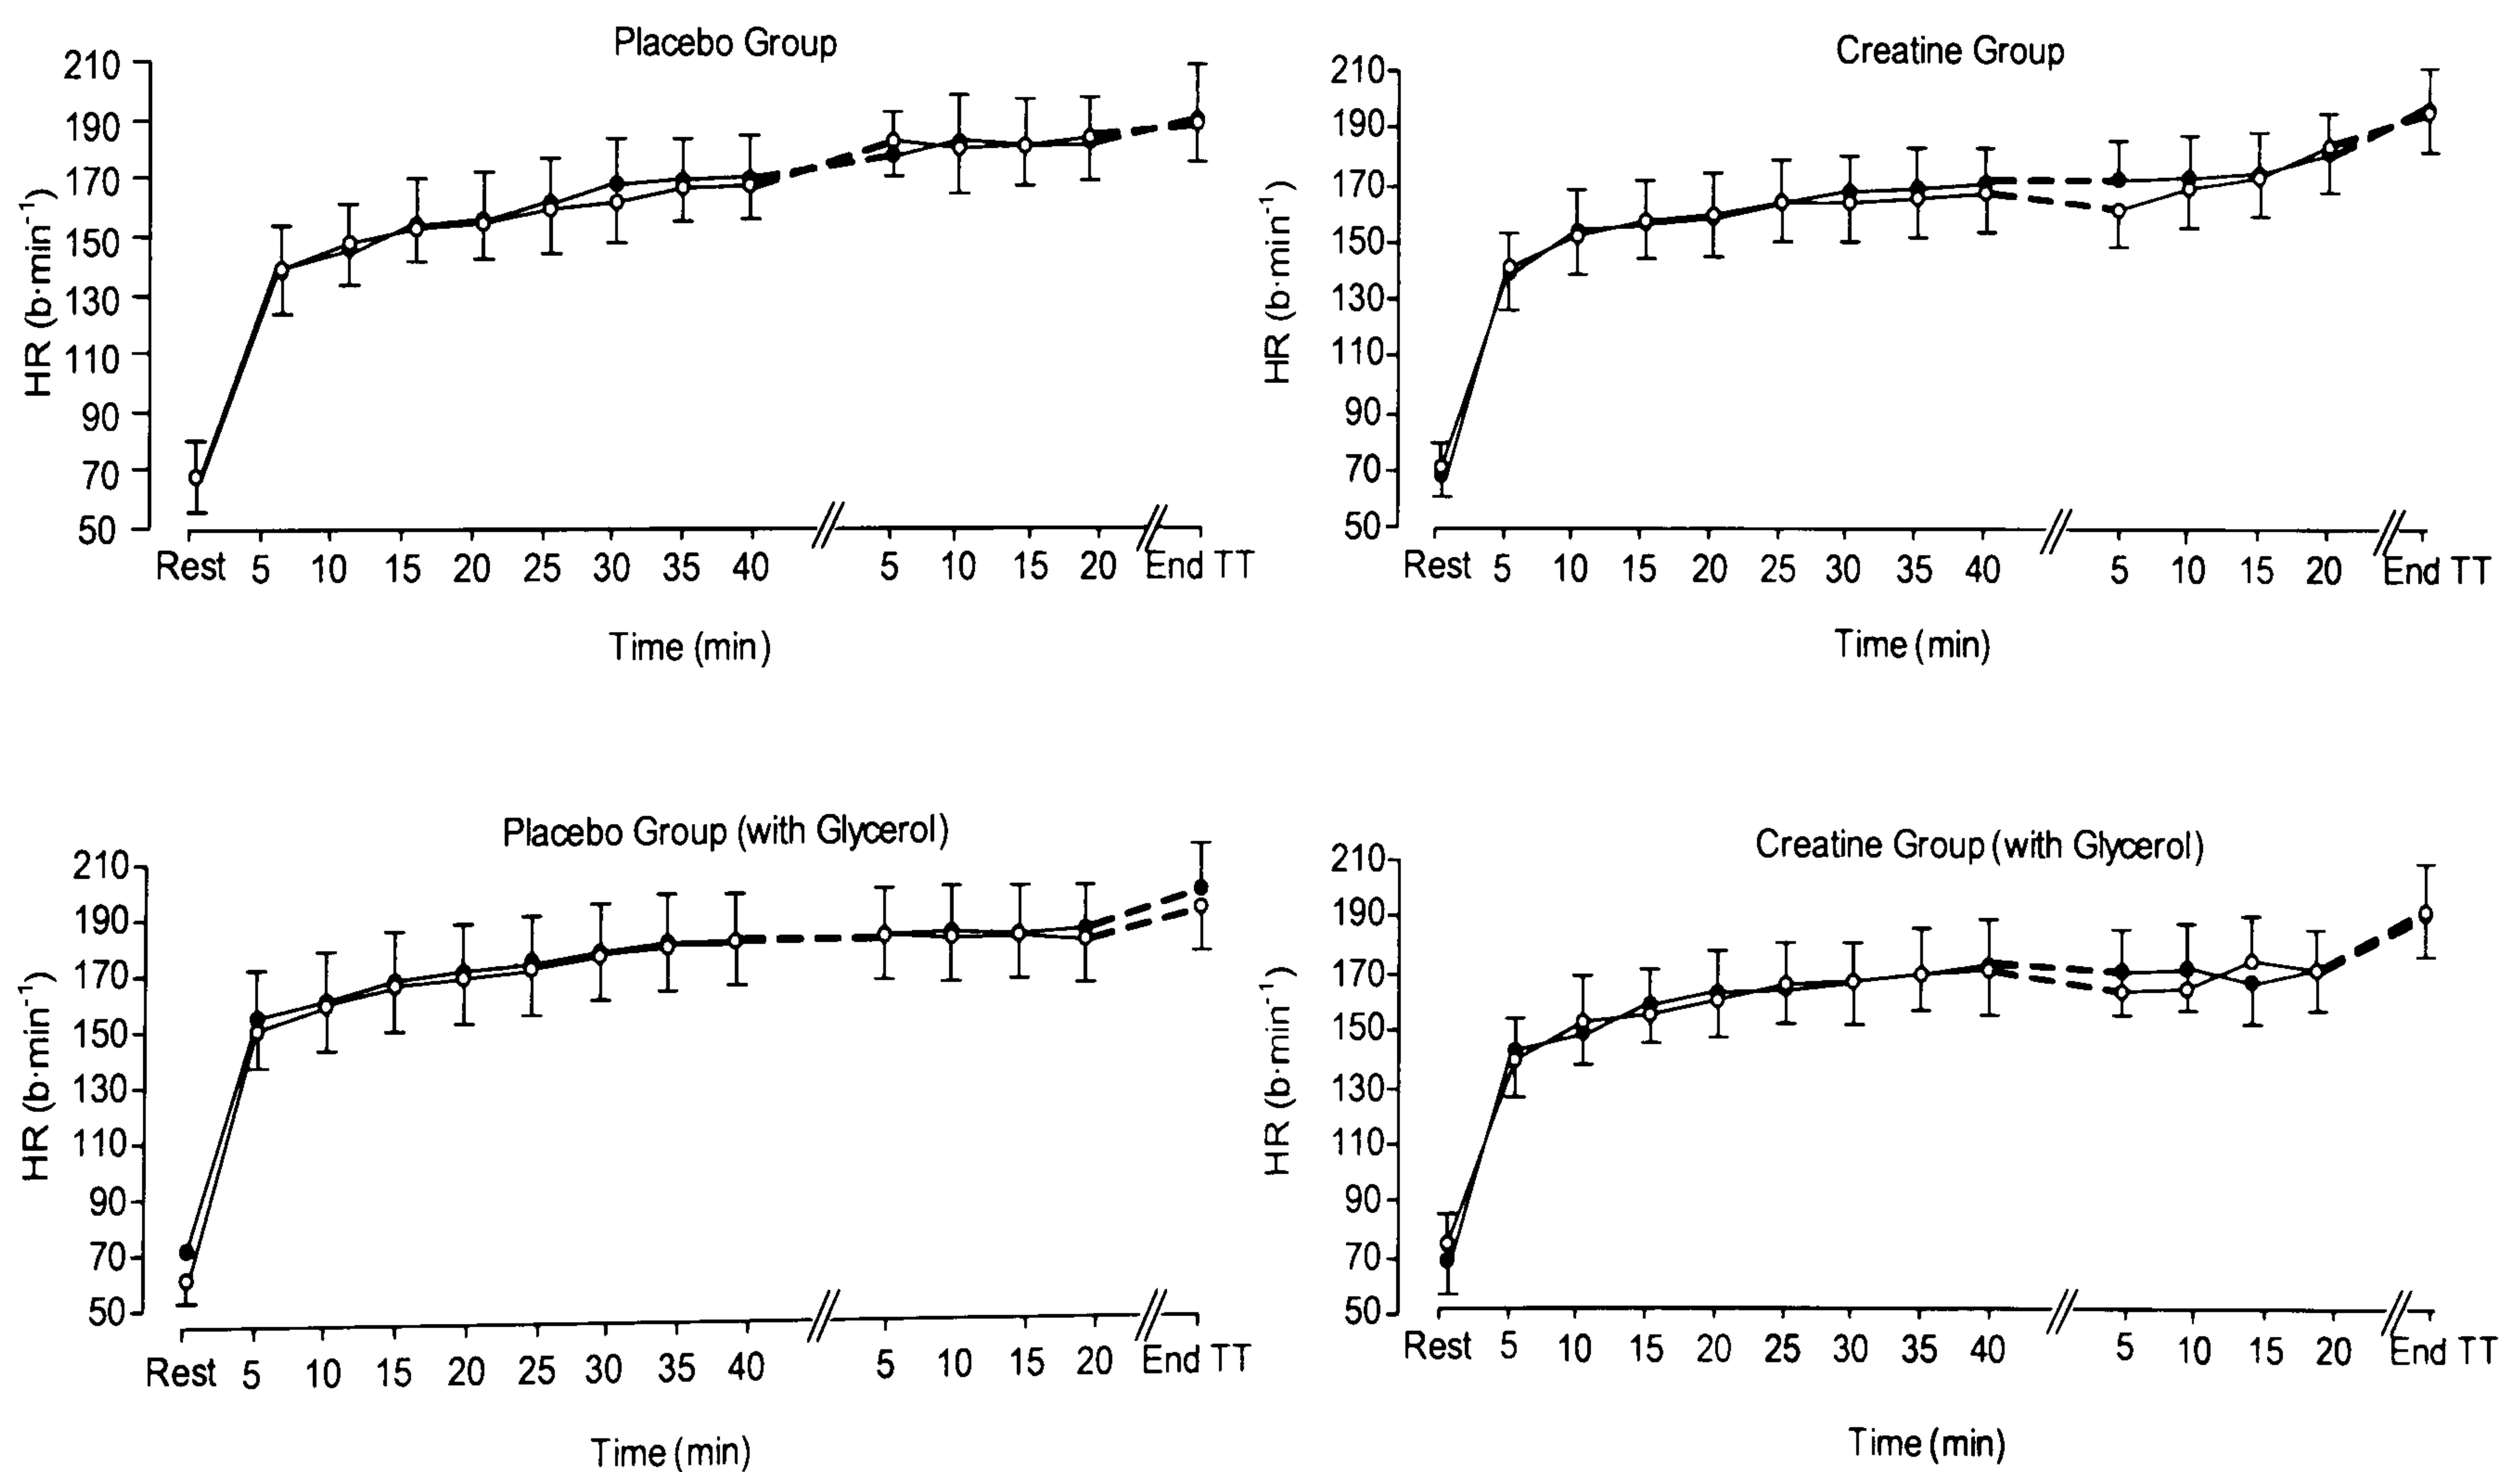 Placebo Group
210
190
170
150
130
110
90
70
50
HR (b·min⁻¹)
Rest 5 10 15 20 25 30 35 40 5 10 15 20 End TT
Time (min)
Creatine Group
210
190
170
150
130
110
90
70
50
HR (b·min⁻¹)
Rest 5 10 15 20 25 30 35 40 5 10 15 20 End TT
Time (min)
Placebo Group (with Glycerol)
210
190
170
150
130
110
90
70
50
HR (b·min⁻¹)
Rest 5 10 15 20 25 30 35 40 5 10 15 20 End TT
Time (min)
Creatine Group (with Glycerol)
210
190
170
150
130
110
90
70
50
HR (b·min⁻¹)
Rest 5 10 15 20 25 30 35 40 5 10 15 20 End TT
Time (min)